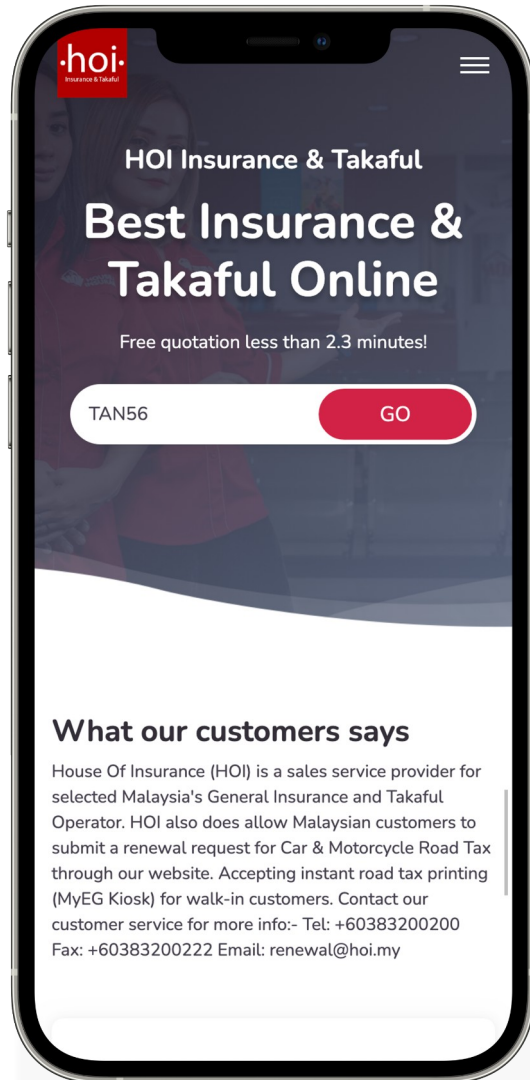 ·hoi·
Insurance & Takaful
HOI Insurance & Takaful
Best Insurance &
Takaful Online
Free quotation less than 2.3 minutes!
TAN56
GO
What our customers says
House Of Insurance (HOI) is a sales service provider for
selected Malaysia's General Insurance and Takaful
Operator. HOI also does allow Malaysian customers to
submit a renewal request for Car & Motorcycle Road Tax
through our website. Accepting instant road tax printing
(MyEG Kiosk) for walk-in customers. Contact our
customer service for more info:- Tel: +60383200200
Fax: +60383200222 Email: renewal@hoi.my